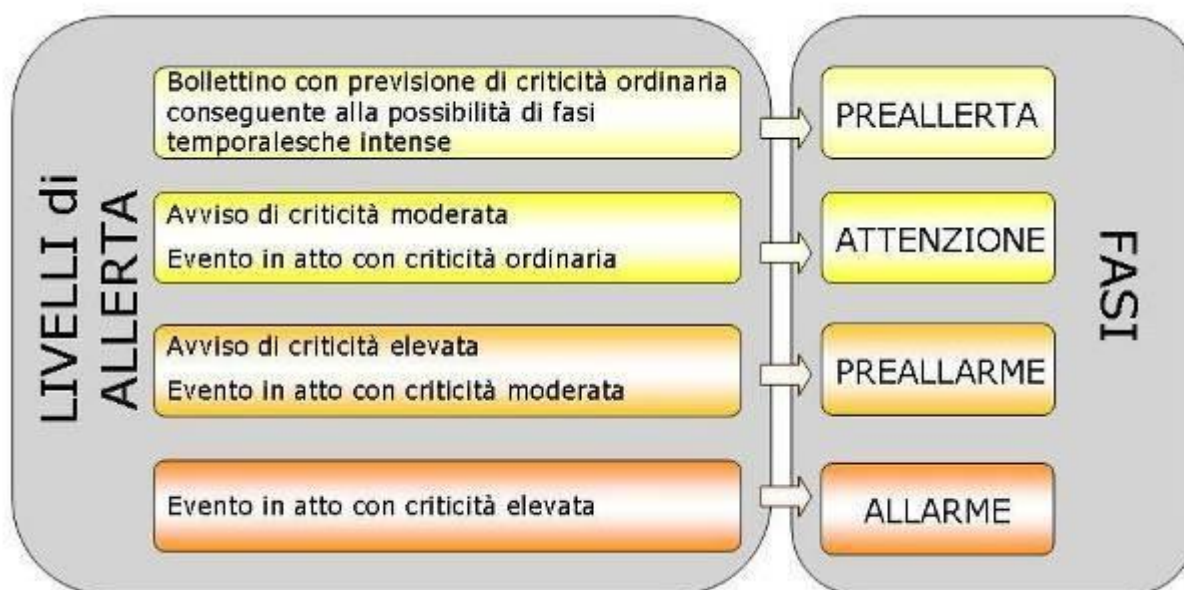 LIVELLI di
ALLERTA
Bollettino con previsione di criticità ordinaria
conseguente alla possibilità di fasi
temporalesche intense
PREALLERTA
Avviso di criticità moderata
Evento in atto con criticità ordinaria
ATTENZIONE
Avviso di criticità elevata
Evento in atto con criticità moderata
PREALLARME
Evento in atto con criticità elevata
ALLARME
FASI